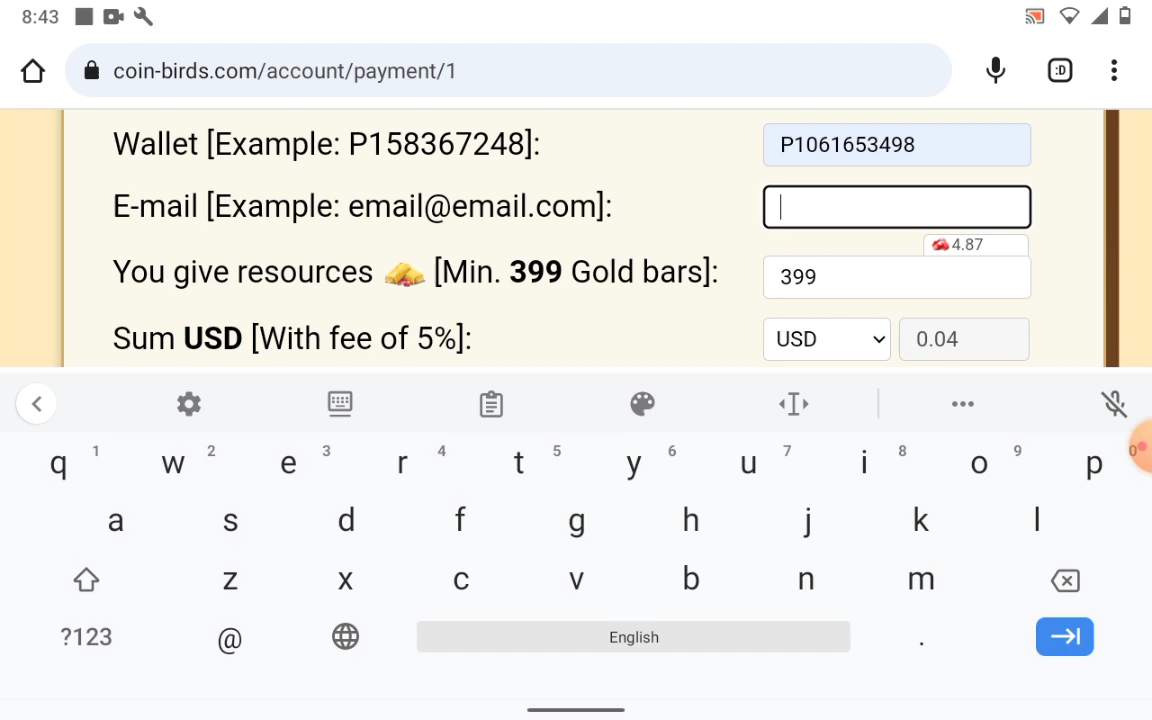 8:43
coin-birds.com/account/payment/1
:D
Wallet [Example: P158367248]: P1061653498
E-mail [Example: email@email.com]:
4.87
You give resources [Min. 399 Gold bars]: 399
Sum USD [With fee of 5%]: USD 0.04
q 1 w 2 e 3 r 4 t 5 y 6 u 7 i 8 o 9 p 0
a s d f g h j k l
z x c v b n m
?123 @ English .